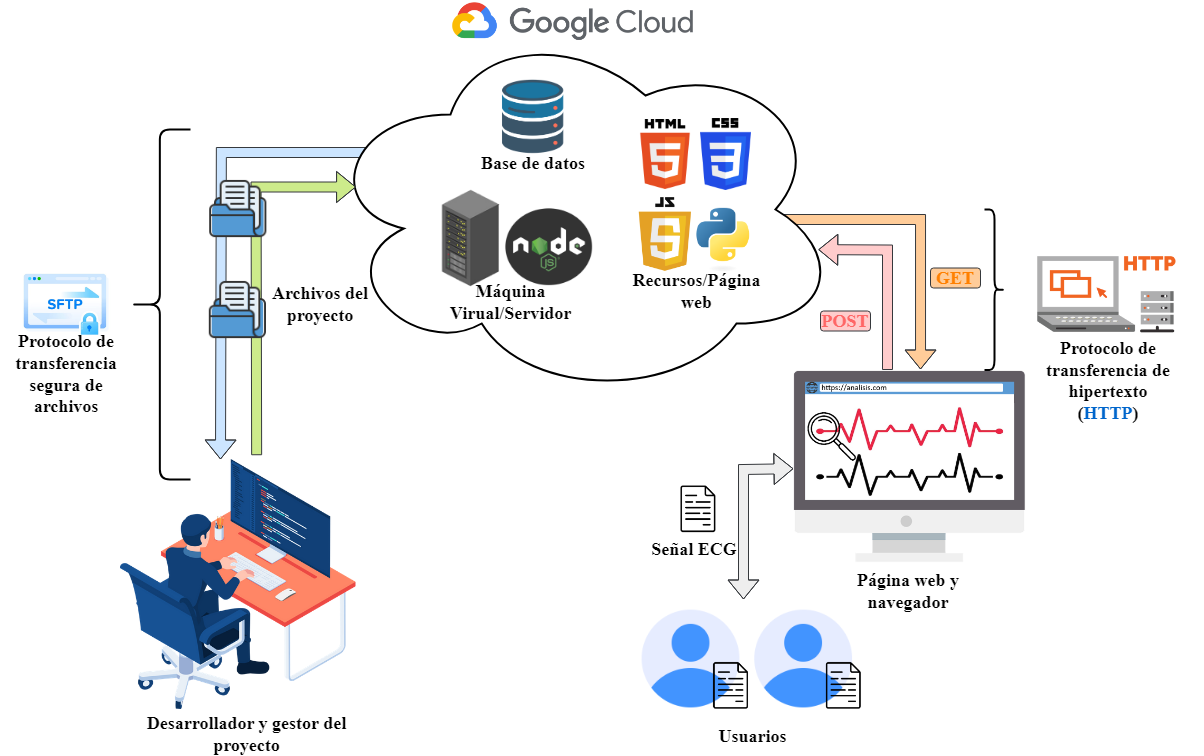 Google Cloud
Base de datos
HTML
CSS
JS
node
JS
Máquina
Virual/Servidor
Recursos/Página
web
Archivos del
proyecto
SFTP
Protocolo de
transferencia
segura de
archivos
GET
POST
HTTP
Protocolo de
transferencia de
hipertexto
(HTTP)
https://analisis.com
Señal ECG
Página web y
navegador
Desarrollador y gestor del
proyecto
Usuarios